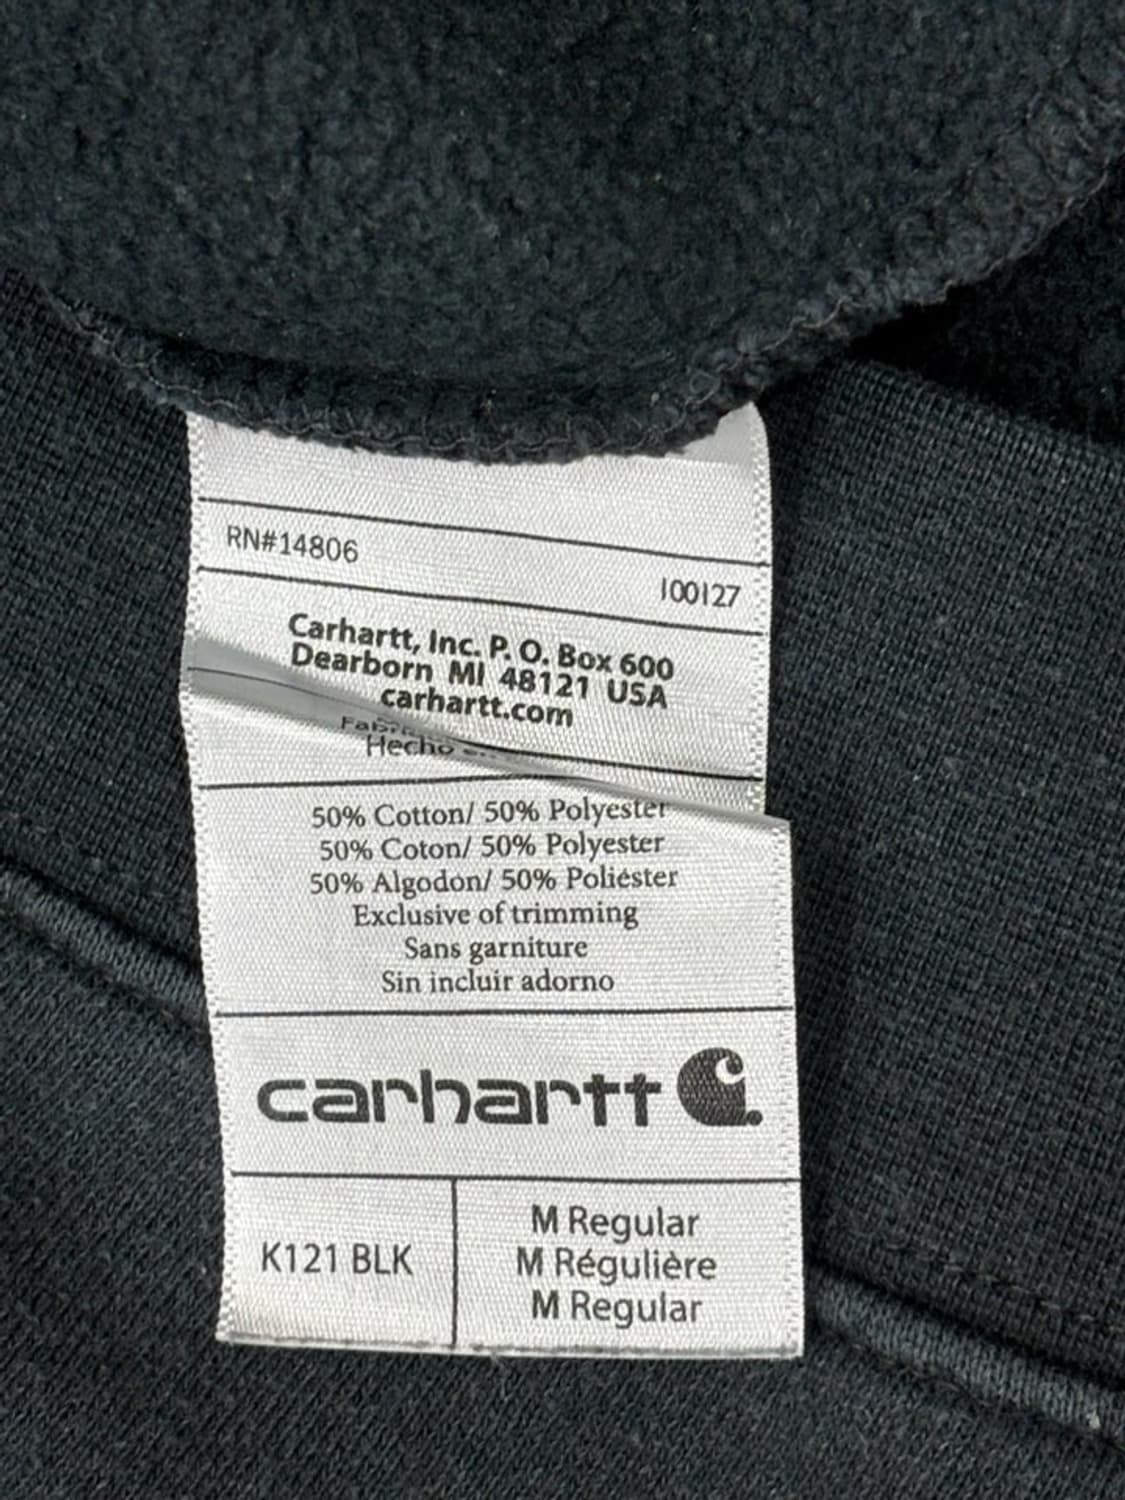 RN#14806
100127
Carhartt, Inc. P. O. Box 600
Dearborn MI 48121 USA
carhartt.com
Hecho
50% Cotton/ 50% Polyester
50% Coton/ 50% Polyester
50% Algodon/ 50% Poliéster
Exclusive of trimming
Sans garniture
Sin incluir adorno
carhartt
K121 BLK
M Regular
M Régulière
M Regular